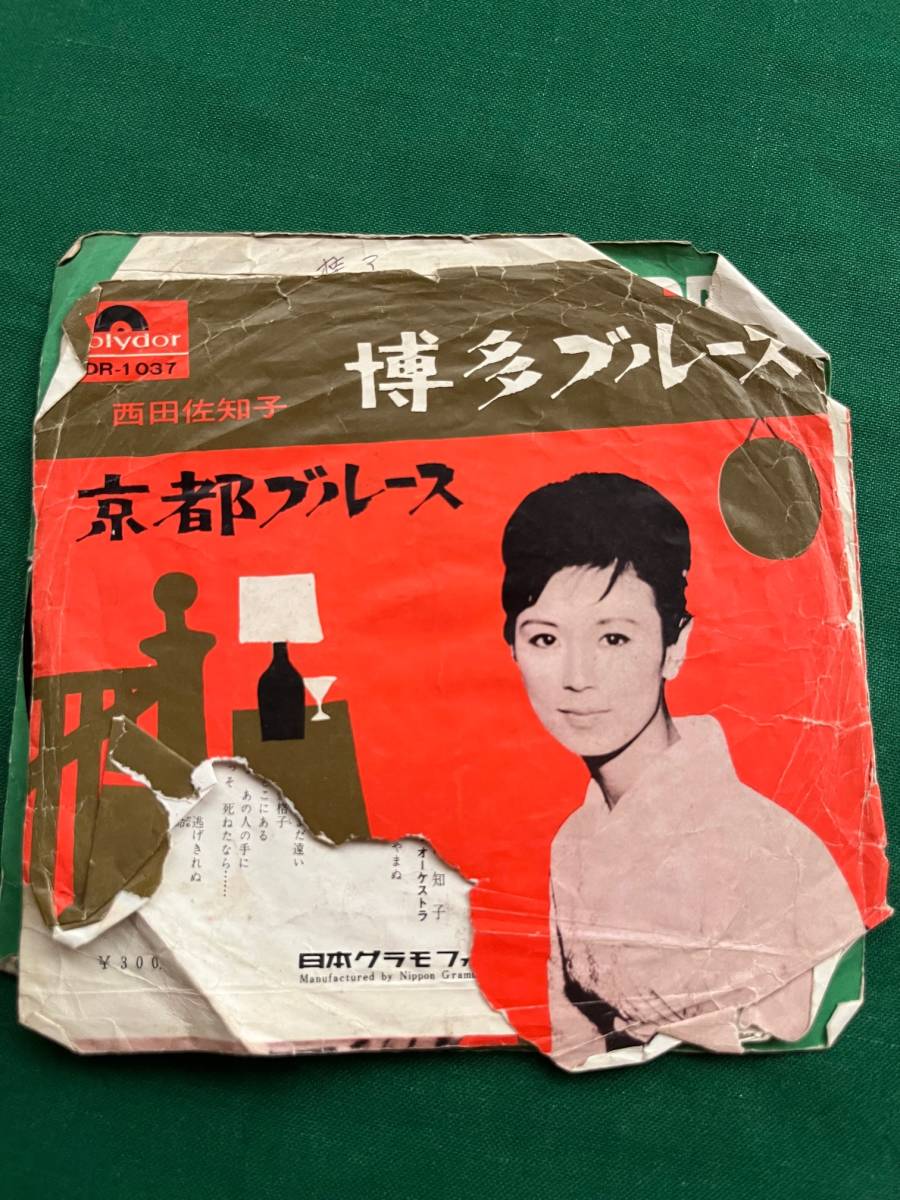 olydor
DR-1037
博多ブルース
西田佐知子
京都ブルース
だ遠い
格子
こにある
あの人の手に
そ 死ねたなら……
逃げきれぬ
やまぬ
オーケストラ
知子
¥300.
日本グラモフ
Manufactured by Nippon Gram